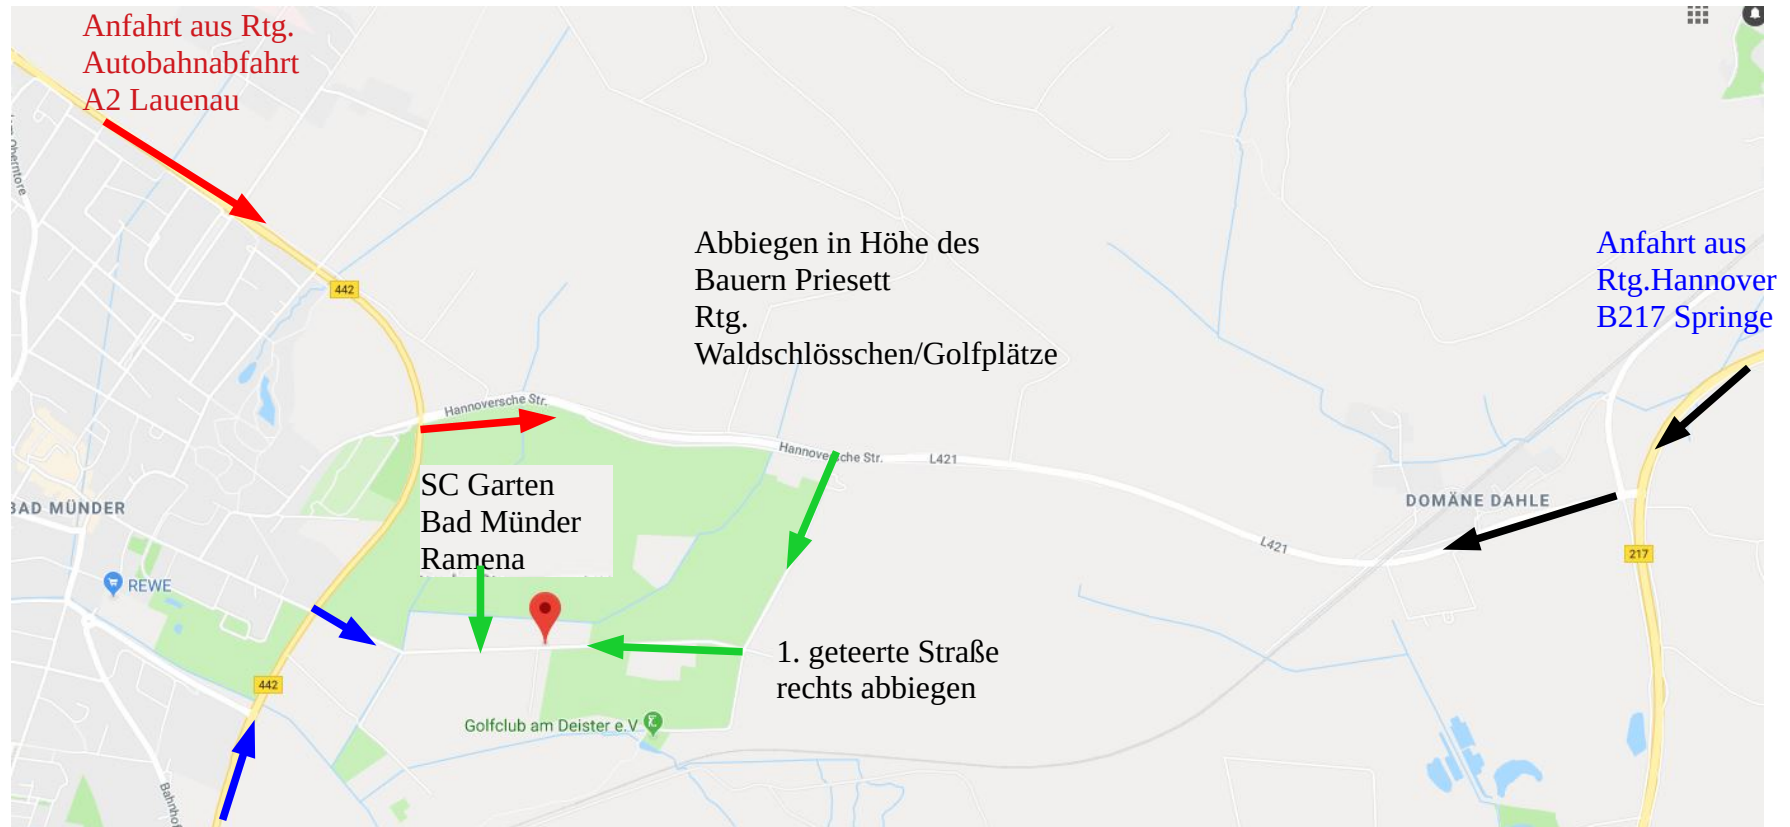 Anfahrt aus Rtg.
Autobahnabfahrt
A2 Lauenau
Oberntore
442
Abbiegen in Höhe des
Bauern Priesett
Rtg.
Waldschlösschen/Golfplätze
Anfahrt aus
Rtg.Hannover
B217 Springe
Hannoversche Str.
Hannoversche Str.
L421
SC Garten
Bad Münder
Ramena
BAD MÜNDER
DOMÄNE DAHLE
L421
217
REWE
1. geteerte Straße
rechts abbiegen
442
Golfclub am Deister e.V
Bahnhof